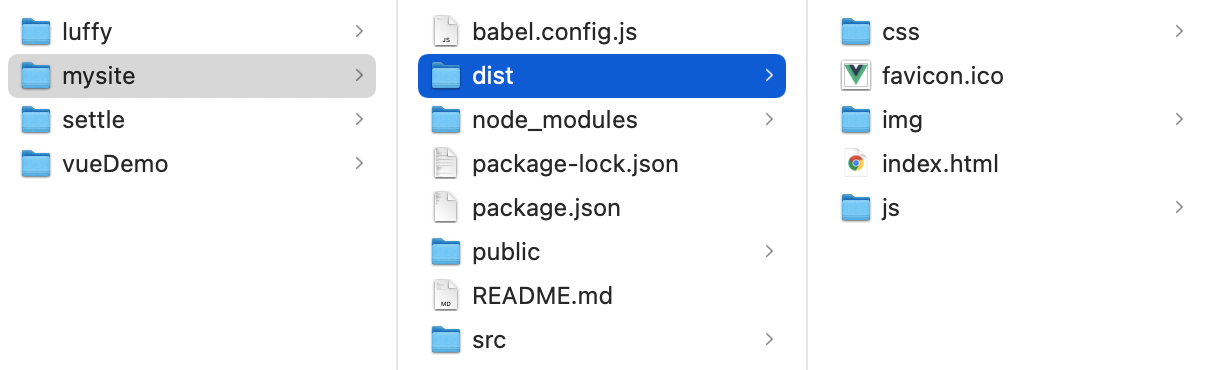 luffy
mysite
settle
vueDemo
babel.config.js
dist
node_modules
package-lock.json
package.json
public
README.md
src
css
favicon.ico
img
index.html
js